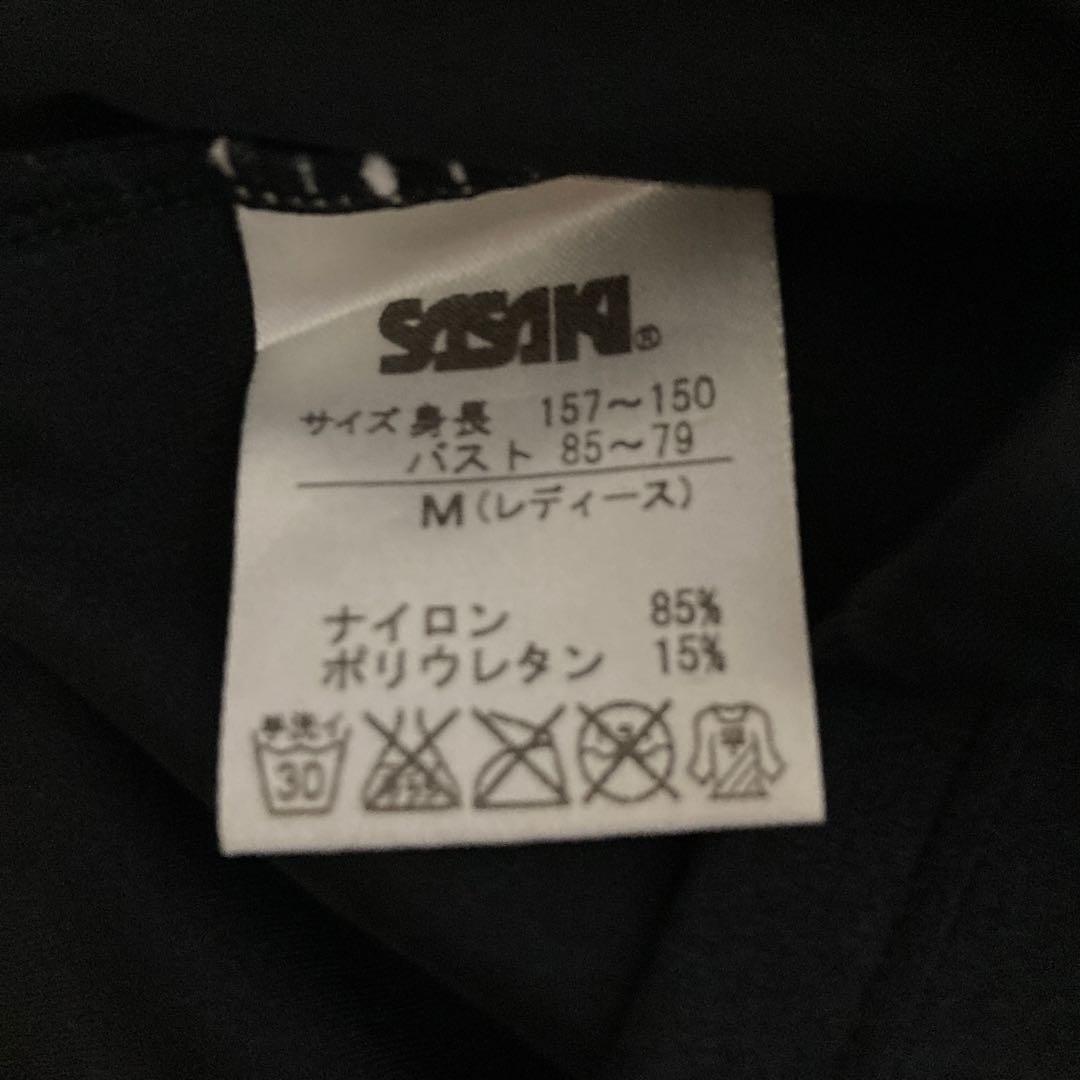 SASAKI®
サイズ 身長 157～150
バスト 85～79
M（レディース）
ナイロン 85%
ポリウレタン 15%
手洗イ
30